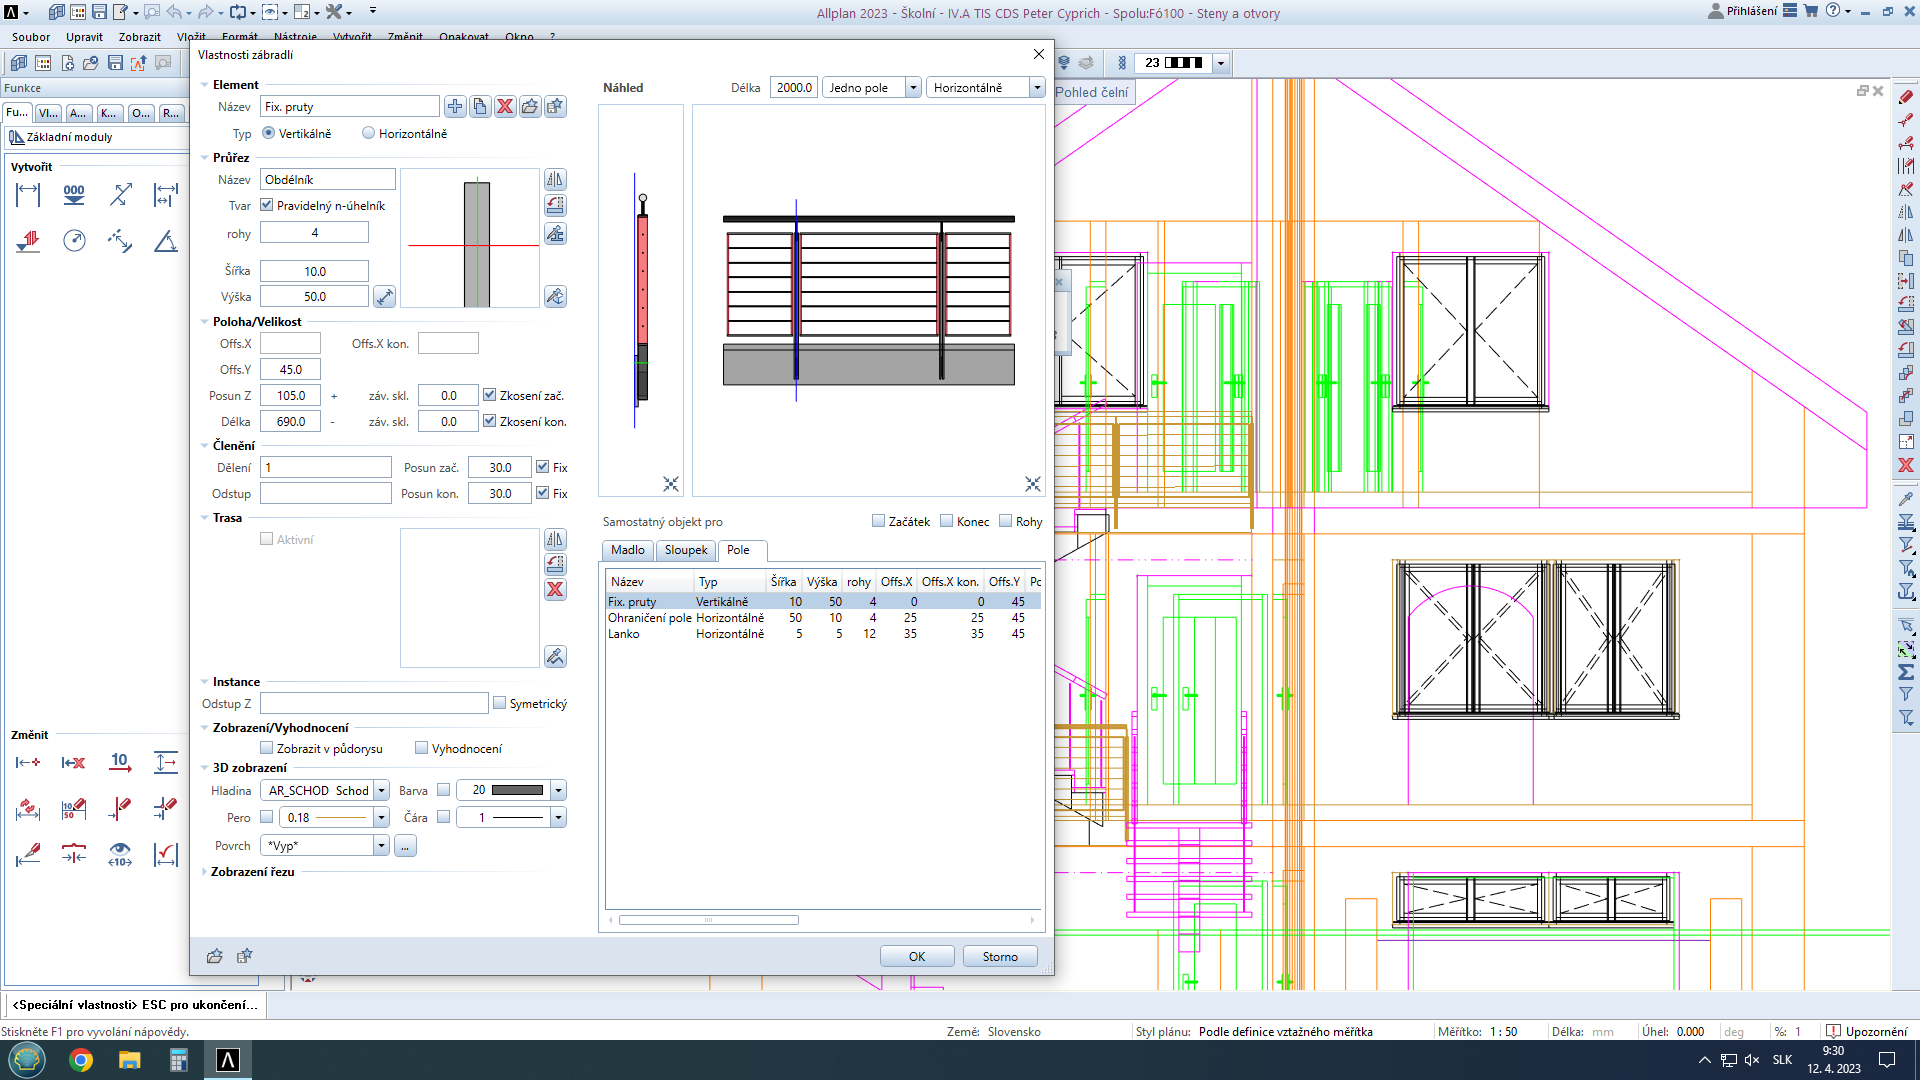 Allplan 2023 - Školní - IV.A TIS CDS Peter Cyprich - Spolu:Fó100 - Steny a otvory
Přihlášení
Soubor Upravit Zobrazit Vložit Formát Nástroje Vytvořit Změnit Opakovat Okno ?
23
Funkce
Fu... Vl... A... K... O... R...
Základní moduly
Vytvořit
000
Změnit
10
10
50
<10>
Vlastnosti zábradlí
Element
Název Fix. pruty
Typ Vertikálně Horizontálně
Průřez
Název Obdélník
Tvar Pravidelný n-úhelník
rohy 4
Šířka 10.0
Výška 50.0
Poloha/Velikost
Offs.X Offs.X kon.
Offs.Y 45.0
Posun Z 105.0 + záv. skl. 0.0 Zkosení zač.
Délka 690.0 - záv. skl. 0.0 Zkosení kon.
Členění
Dělení 1 Posun zač. 30.0 Fix
Odstup Posun kon. 30.0 Fix
Trasa
Aktivní
Instance
Odstup Z Symetrický
Zobrazení/Vyhodnocení
Zobrazit v půdorysu Vyhodnocení
3D zobrazení
Hladina AR_SCHOD Schod Barva 20
Pero 0.18 Čára 1
Povrch *Vyp* ...
Zobrazení řezu
Náhled Délka 2000.0 Jedno pole Horizontálně
Samostatný objekt pro Začátek Konec Rohy
Madlo Sloupek Pole
Název Typ Šířka Výška rohy Offs.X Offs.X kon. Offs.Y Po
Fix. pruty Vertikálně 10 50 4 0 0 45
Ohraničení pole Horizontálně 50 10 4 25 25 45
Lanko Horizontálně 5 5 12 35 35 45
OK Storno
Pohled čelní
<Speciální vlastnosti> ESC pro ukončení...
Stiskněte F1 pro vyvolání nápovědy.
Země: Slovensko Styl plánu: Podle definice vztažného měřítka Měřítko: 1 : 50 Délka: mm Úhel: 0.000 deg %: 1 Upozornění
SLK
9:30
12. 4. 2023